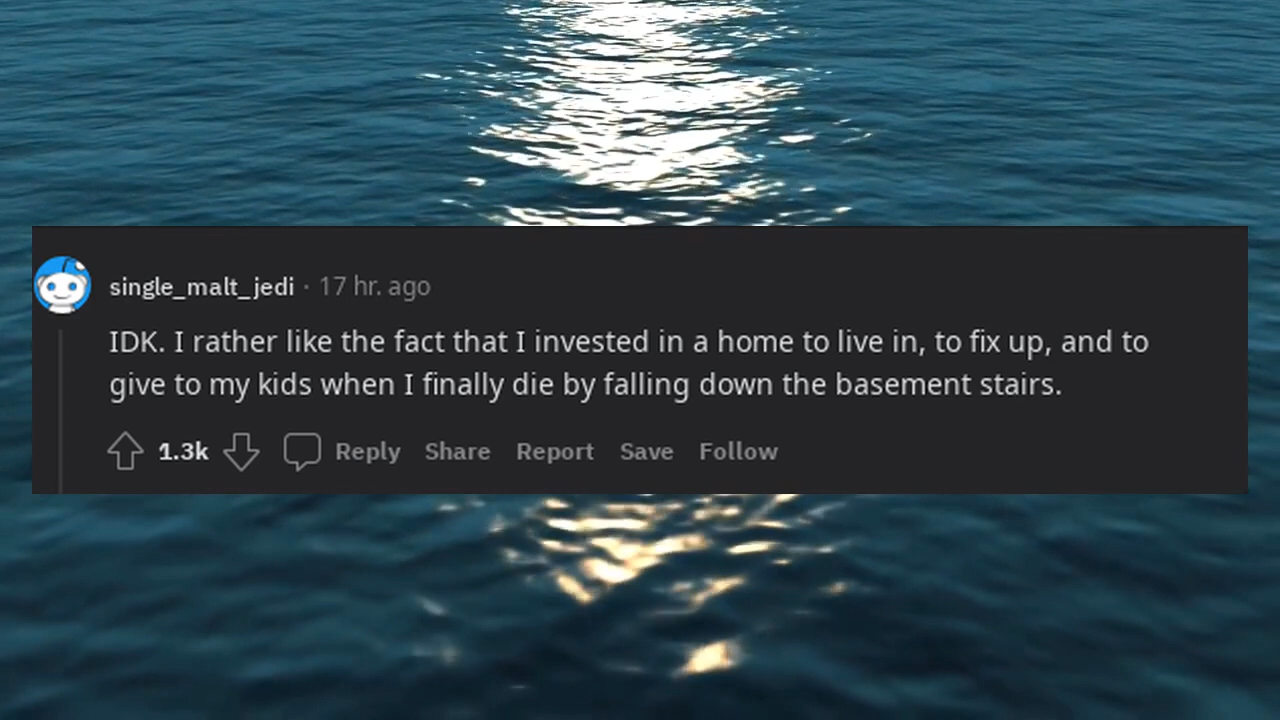 single_malt_jedi · 17 hr. ago
IDK. I rather like the fact that I invested in a home to live in, to fix up, and to
give to my kids when I finally die by falling down the basement stairs.
1.3k Reply Share Report Save Follow